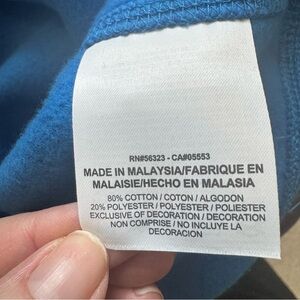 RN#56323 - CA#05553
MADE IN MALAYSIA/FABRIQUE EN
MALAISIE/HECHO EN MALASIA
80% COTTON / COTON / ALGODON
20% POLYESTER / POLYESTER / POLIESTER
EXCLUSIVE OF DECORATION / DECORATION
NON COMPRISE / NO INCLUYE LA
DECORACION